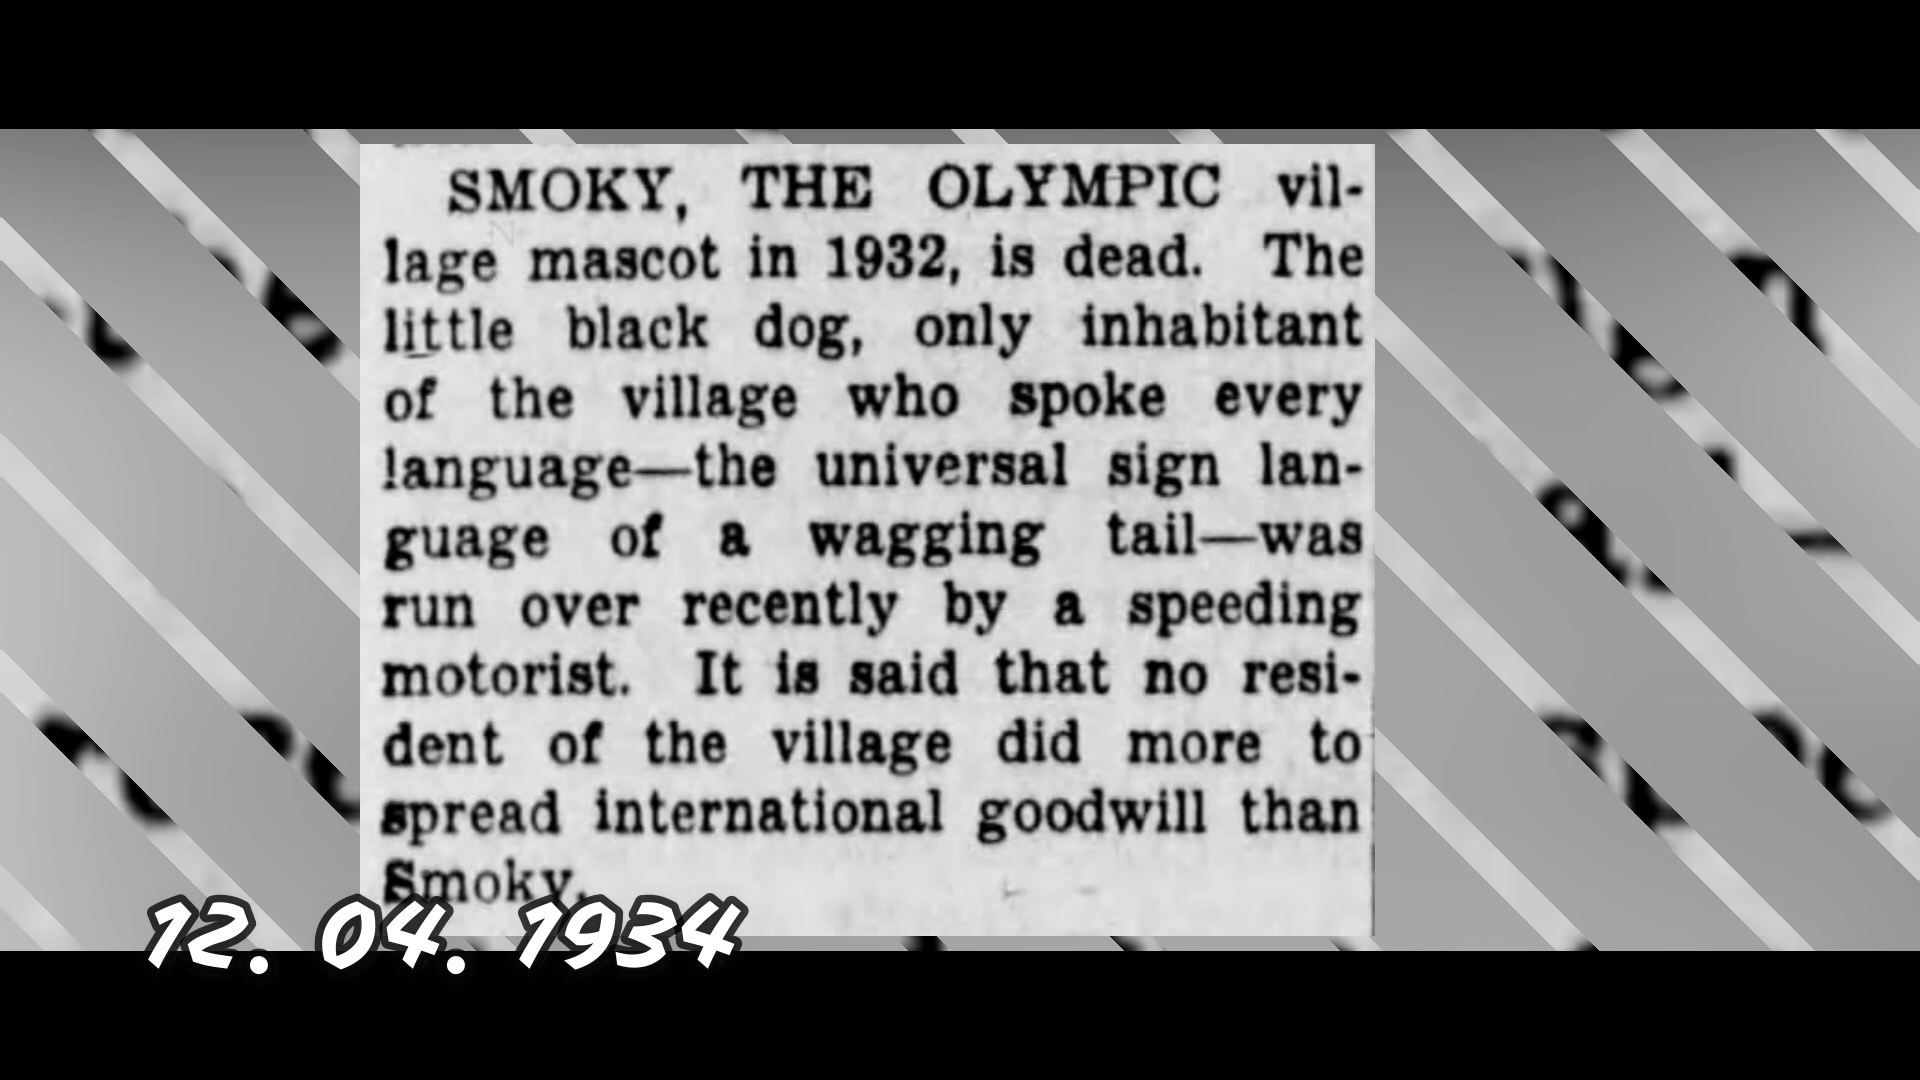 SMOKY, THE OLYMPIC vil-
lage mascot in 1932, is dead. The
little black dog, only inhabitant
of the village who spoke every
language—the universal sign lan-
guage of a wagging tail—was
run over recently by a speeding
motorist. It is said that no resi-
dent of the village did more to
spread international goodwill than
Smoky.
12. 04. 1934